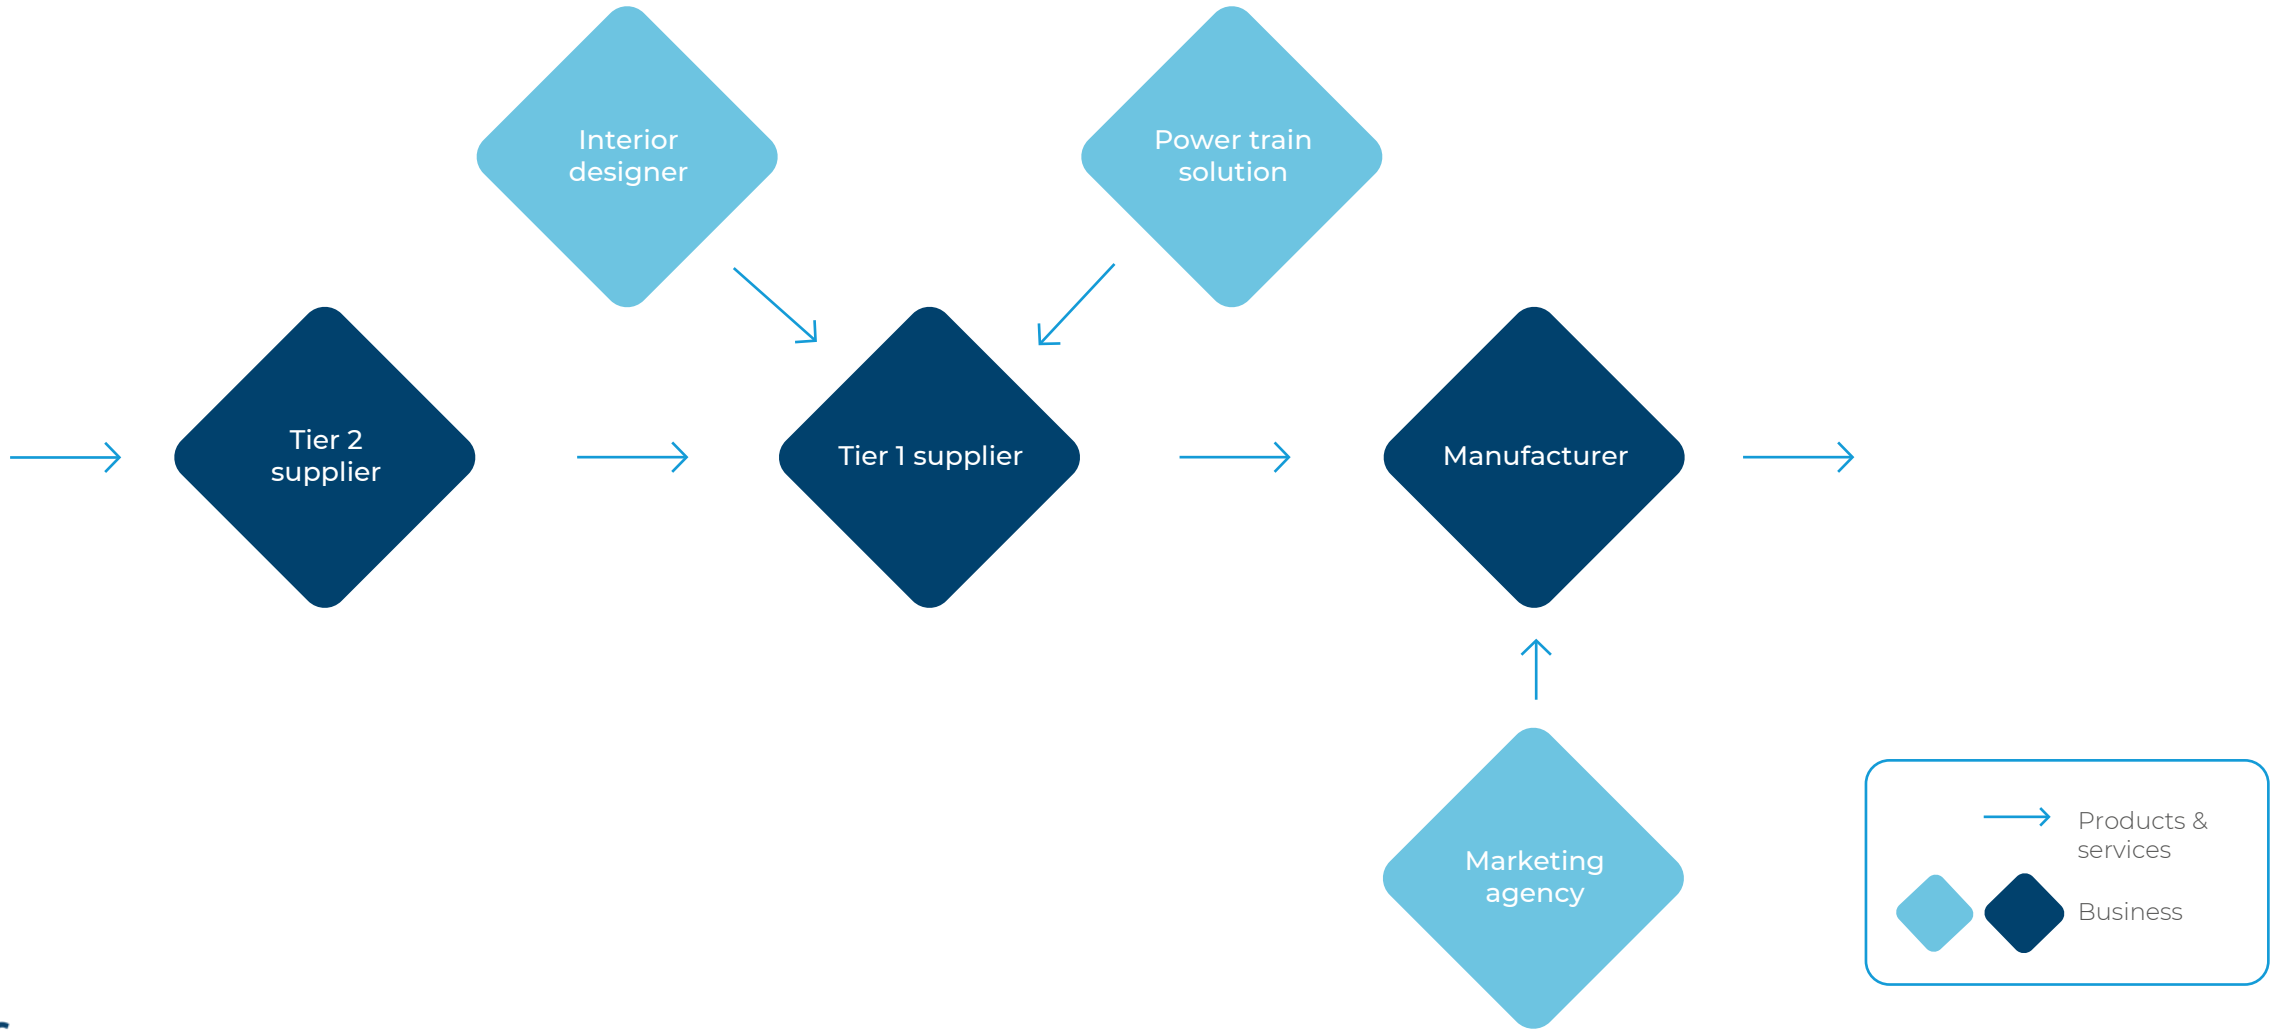 Interior
designer
Power train
solution
Tier 2
supplier
Tier 1 supplier
Manufacturer
Marketing
agency
Products &
services
Business